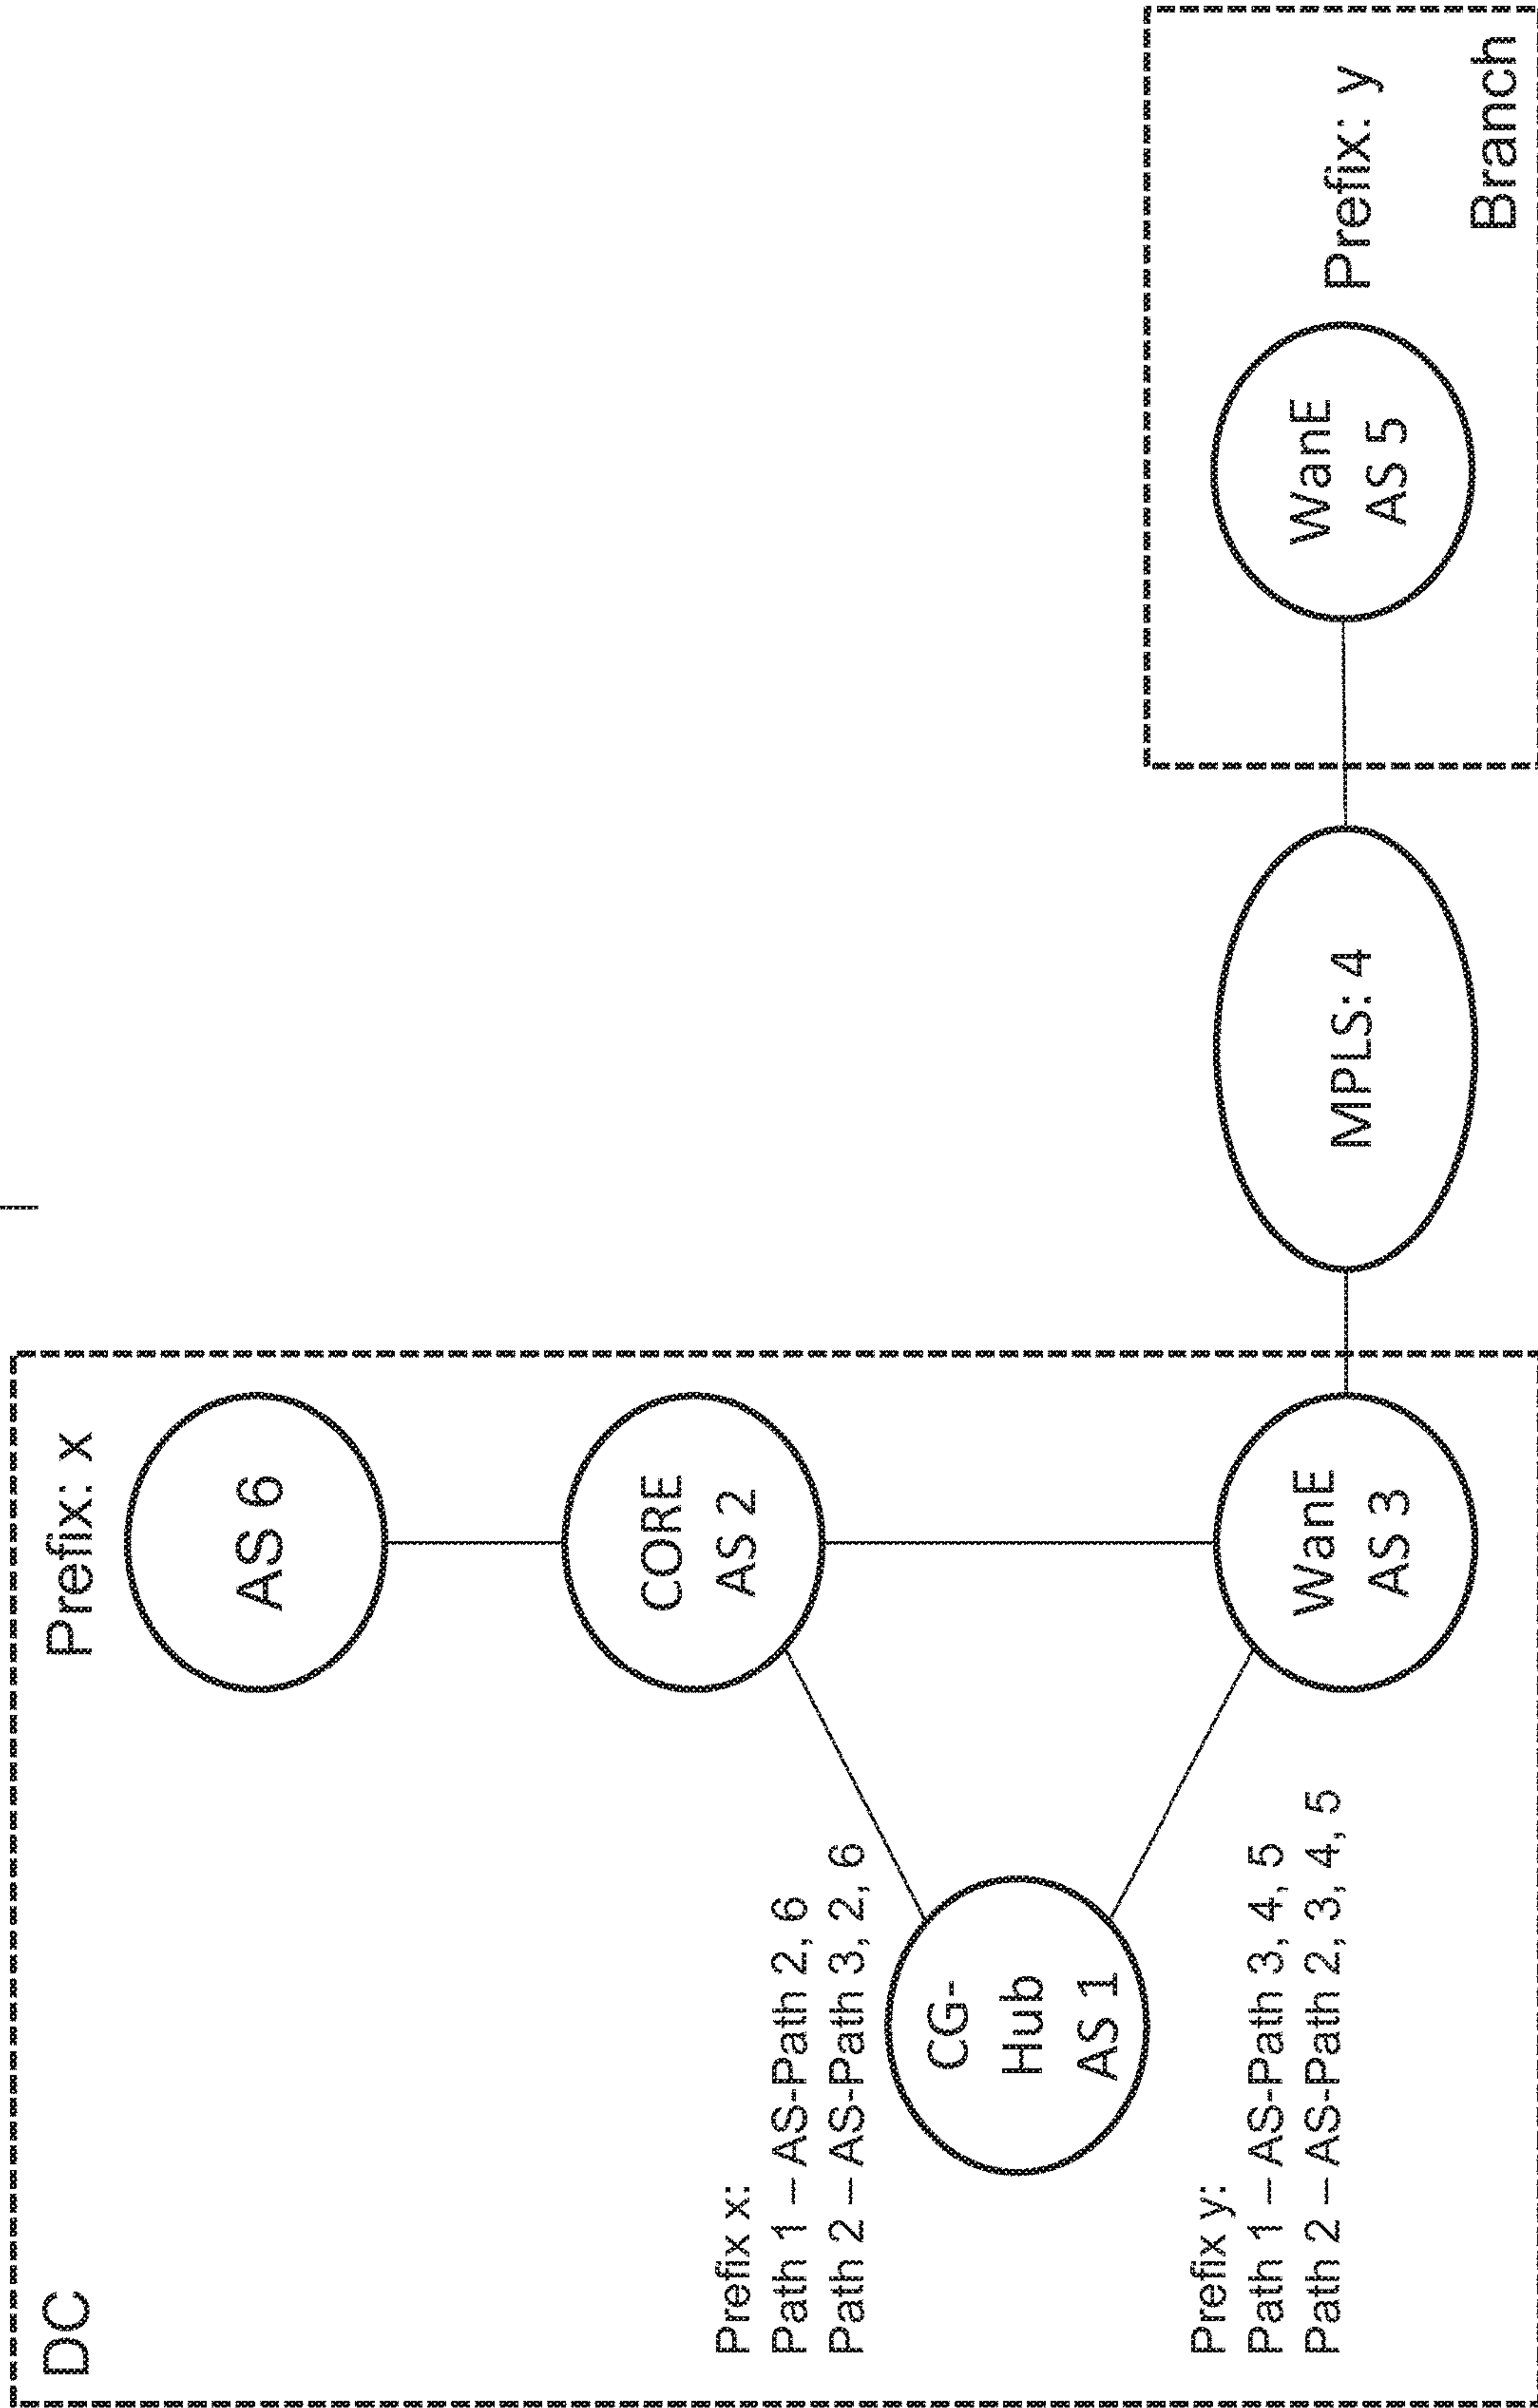 DC
Prefix: x
AS 6
CORE
AS 2
Prefix x:
Path 1 – AS-Path 2, 6
Path 2 – AS-Path 3, 2, 6
CG-
Hub
AS 1
Prefix y:
Path 1 – AS-Path 3, 4, 5
Path 2 – AS-Path 2, 3, 4, 5
WanE
AS 3
MPLS: 4
WanE
AS 5
Prefix: y
Branch